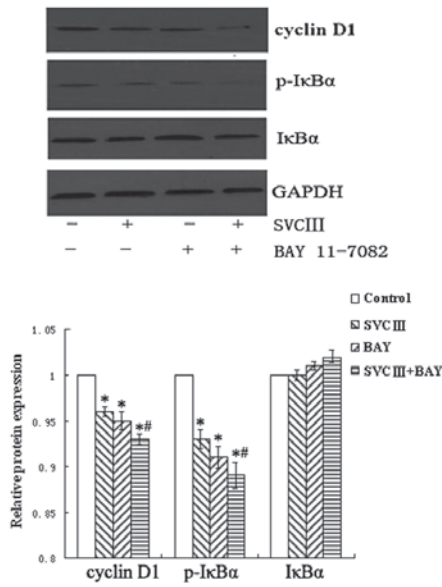 cyclin D1
p-IκBα
IκBα
GAPDH
− + − + SVCIII
− − + + BAY 11-7082
□ Control
SVCIII
BAY
SVCIII+BAY
Relative protein expression
1.05
1
0.95
0.9
0.85
0.8
* * *#
* * *#
cyclin D1 p-IκBα IκBα